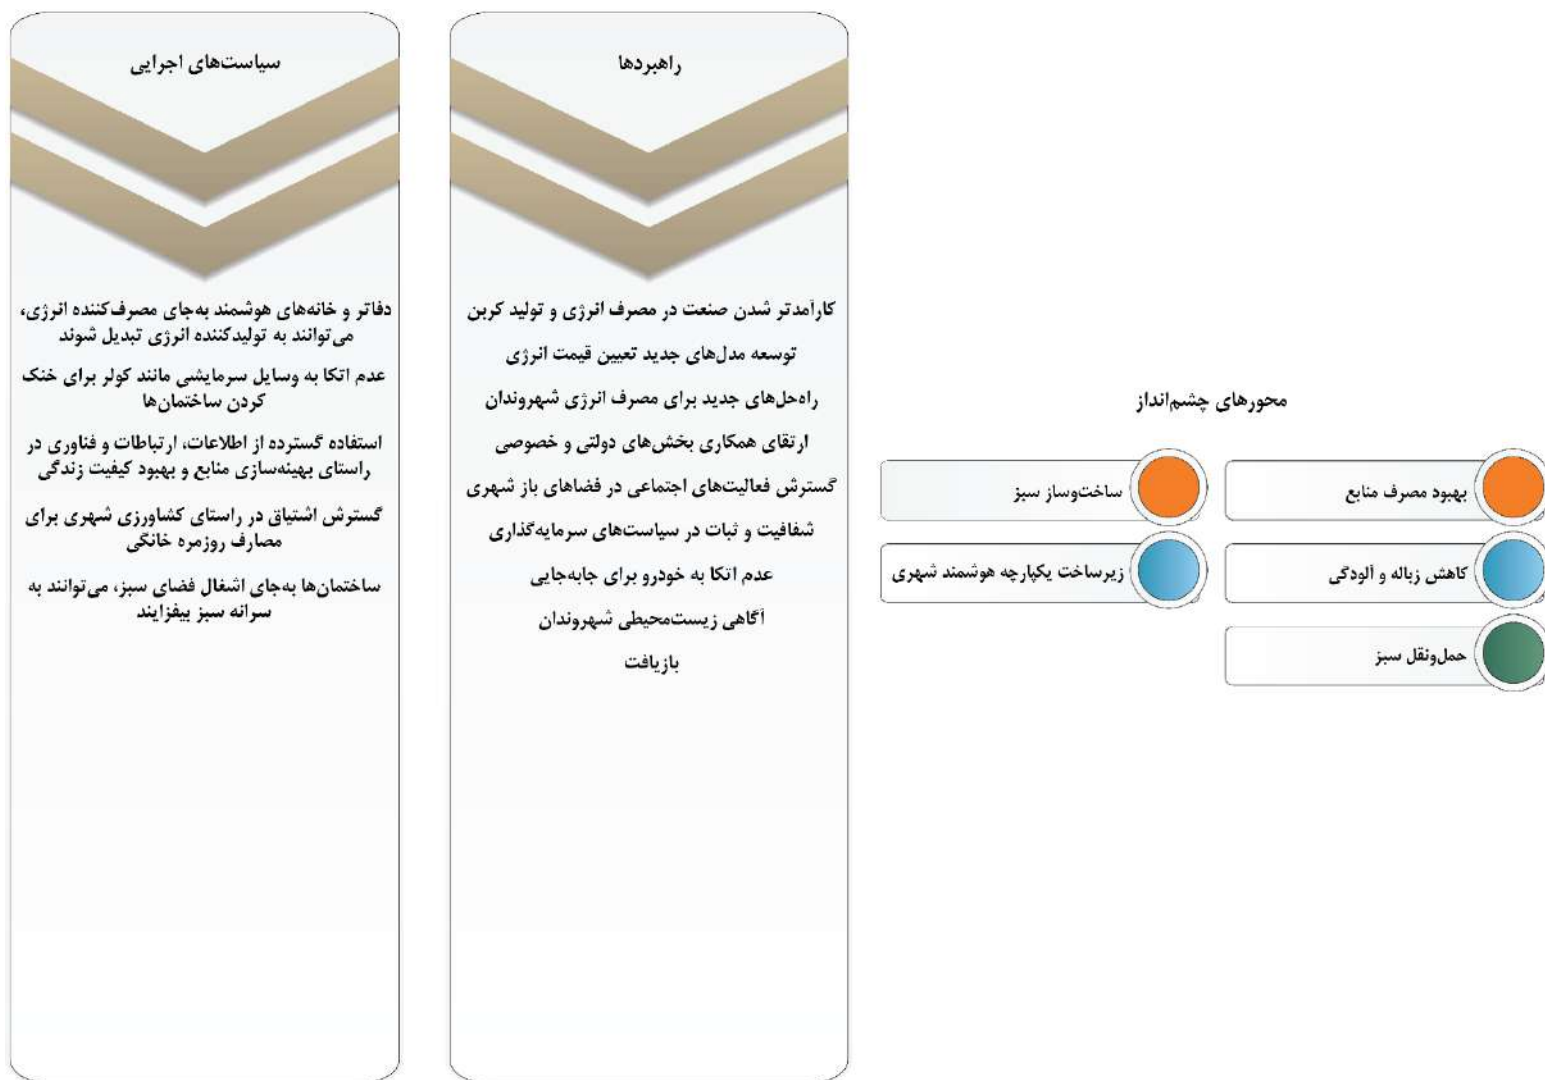 محورهای چشم‌انداز
بهبود مصرف منابع
ساخت‌وساز سبز
کاهش زباله و آلودگی
زیرساخت یکپارچه هوشمند شهری
حمل‌ونقل سبز
راهبردها
کارآمدتر شدن صنعت در مصرف انرژی و تولید کربن
توسعه مدل‌های جدید تعیین قیمت انرژی
راه‌حل‌های جدید برای مصرف انرژی شهروندان
ارتقای همکاری بخش‌های دولتی و خصوصی
گسترش فعالیت‌های اجتماعی در فضاهای باز شهری
شفافیت و ثبات در سیاست‌های سرمایه‌گذاری
عدم اتکا به خودرو برای جابه‌جایی
آگاهی زیست‌محیطی شهروندان
بازیافت
سیاست‌های اجرایی
دفاتر و خانه‌های هوشمند به‌جای مصرف‌کننده انرژی،
می‌توانند به تولیدکننده انرژی تبدیل شوند
عدم اتکا به وسایل سرمایشی مانند کولر برای خنک
کردن ساختمان‌ها
استفاده گسترده از اطلاعات، ارتباطات و فناوری در
راستای بهینه‌سازی منابع و بهبود کیفیت زندگی
گسترش اشتیاق در راستای کشاورزی شهری برای
مصارف روزمره خانگی
ساختمان‌ها به‌جای اشغال فضای سبز، می‌توانند به
سرانه سبز بیفزایند